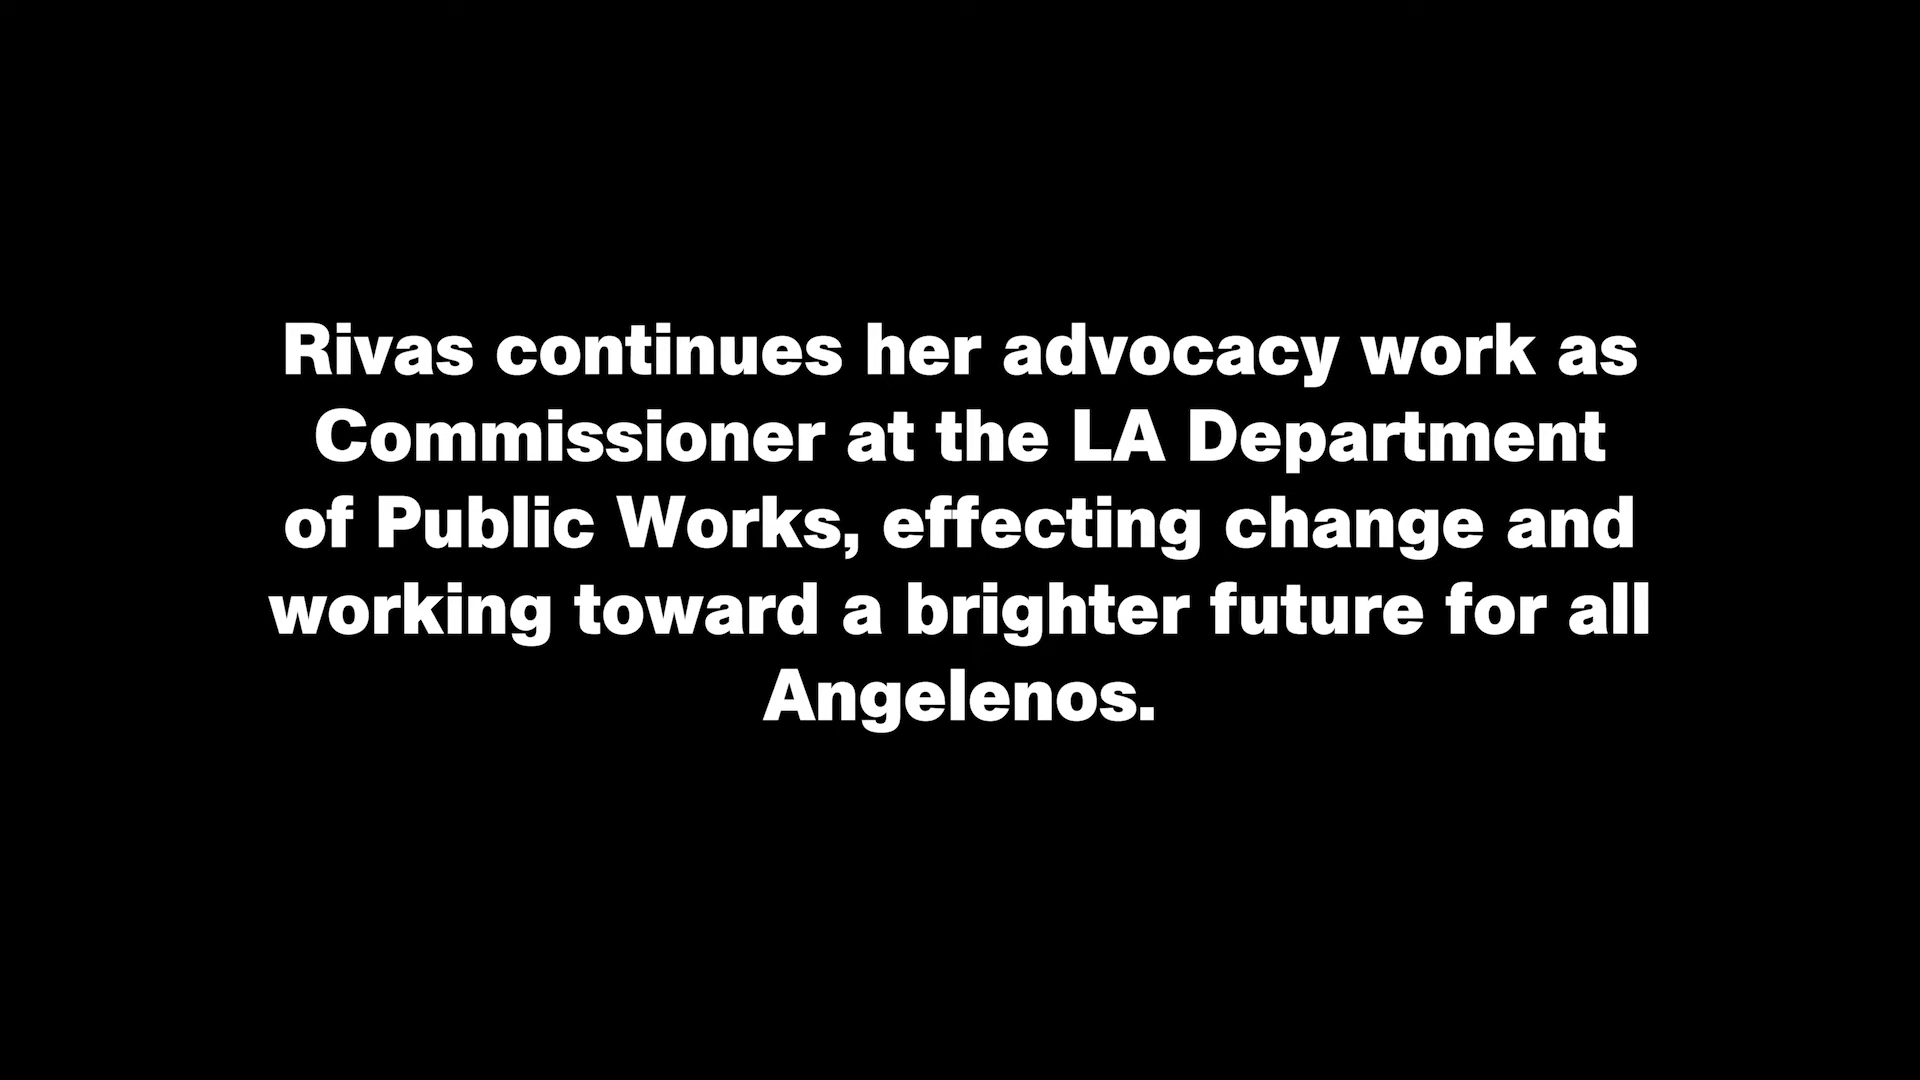 Rivas continues her advocacy work as
Commissioner at the LA Department
of Public Works, effecting change and
working toward a brighter future for all
Angelenos.